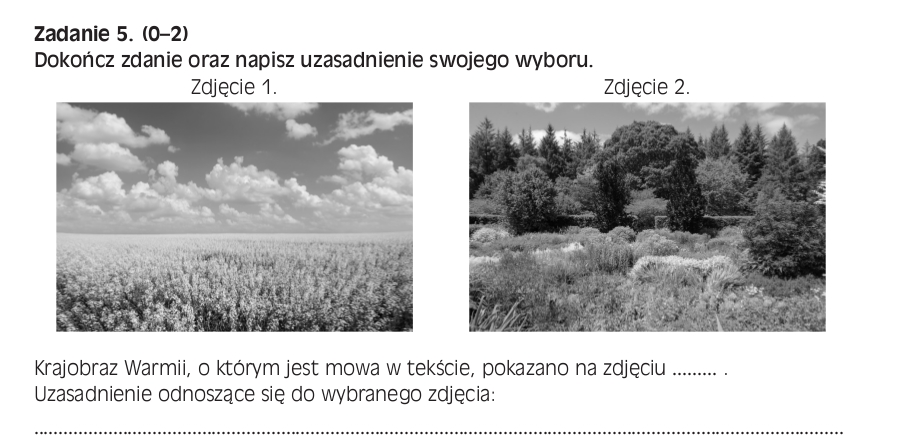 Zadanie 5. (0–2)
Dokończ zdanie oraz napisz uzasadnienie swojego wyboru.
Zdjęcie 1. Zdjęcie 2.
Krajobraz Warmii, o którym jest mowa w tekście, pokazano na zdjęciu ......... .
Uzasadnienie odnoszące się do wybranego zdjęcia:
..........................................................................................................................................